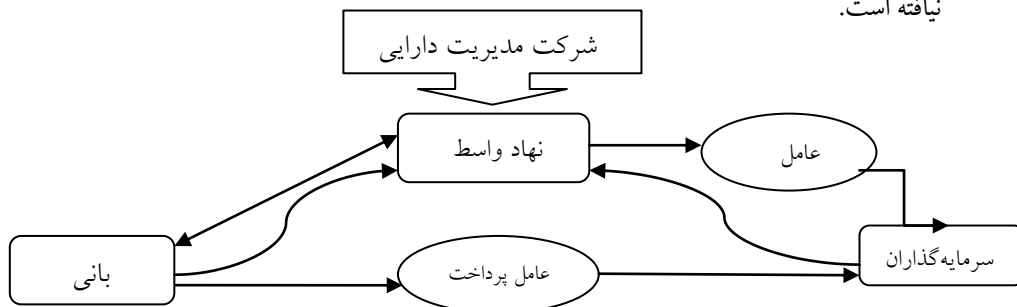 نیافته است.
شرکت مدیریت دارایی
نهاد واسط
عامل
سرمایه‌گذاران
بانی
عامل پرداخت